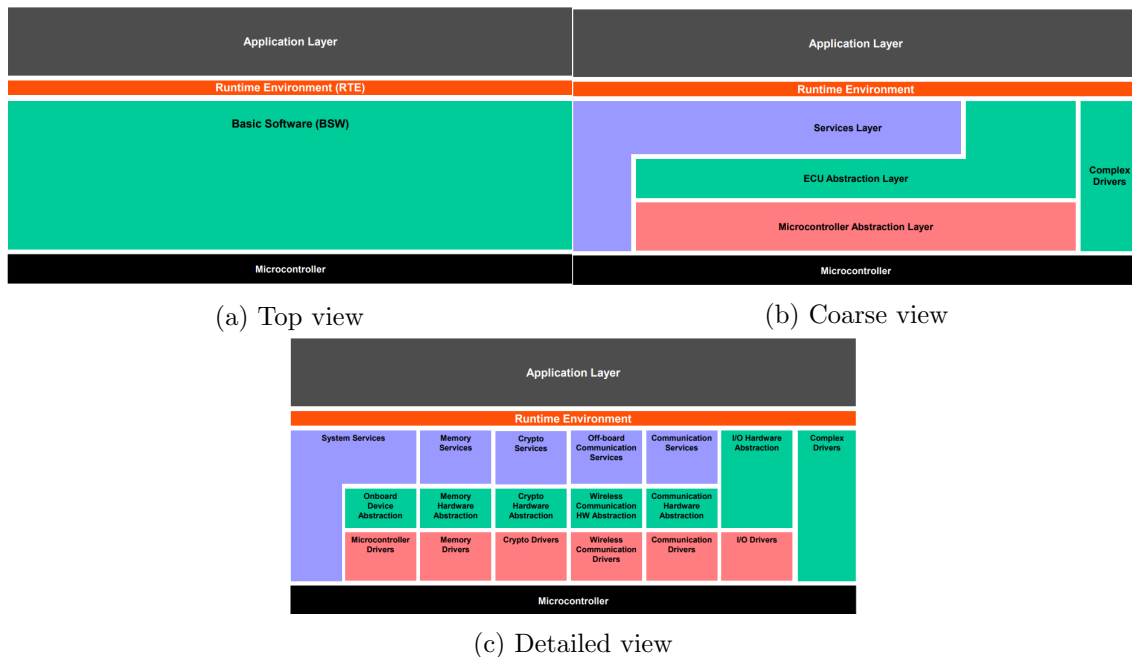 Application Layer
Runtime Environment (RTE)
Basic Software (BSW)
Microcontroller
(a) Top view
Application Layer
Runtime Environment
Services Layer
ECU Abstraction Layer
Complex
Drivers
Microcontroller Abstraction Layer
Microcontroller
(b) Coarse view
Application Layer
Runtime Environment
System Services
Memory
Services
Crypto
Services
Off-board
Communication
Services
Communication
Services
I/O Hardware
Abstraction
Complex
Drivers
Onboard
Device
Abstraction
Memory
Hardware
Abstraction
Crypto
Hardware
Abstraction
Wireless
Communication
HW Abstraction
Communication
Hardware
Abstraction
Microcontroller
Drivers
Memory
Drivers
Crypto Drivers
Wireless
Communication
Drivers
Communication
Drivers
I/O Drivers
Microcontroller
(c) Detailed view